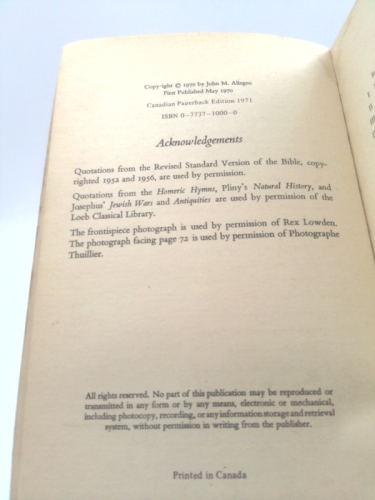 Copy-right © 1970 by John M. Allegro
First Published May 1970
Canadian Paperback Edition 1971
ISBN 0-7737-1000-0
Acknowledgements
Quotations from the Revised Standard Version of the Bible, copy-
righted 1952 and 1956, are used by permission.
Quotations from the Homeric Hymns, Pliny's Natural History, and
Josephus' Jewish Wars and Antiquities are by permission of the
Loeb Classical Library.
The frontispiece photograph is used by permission of Rex Lowden.
The photograph facing page 72 is used by permission of Photographe
Thuillier.
All rights reserved. No part of this publication may be reproduced or
transmitted in any form or by any means, electronic or mechanical,
including photocopy, recording, or any information storage and retrieval
system, without permission in writing from the publisher.
Printed in Canada